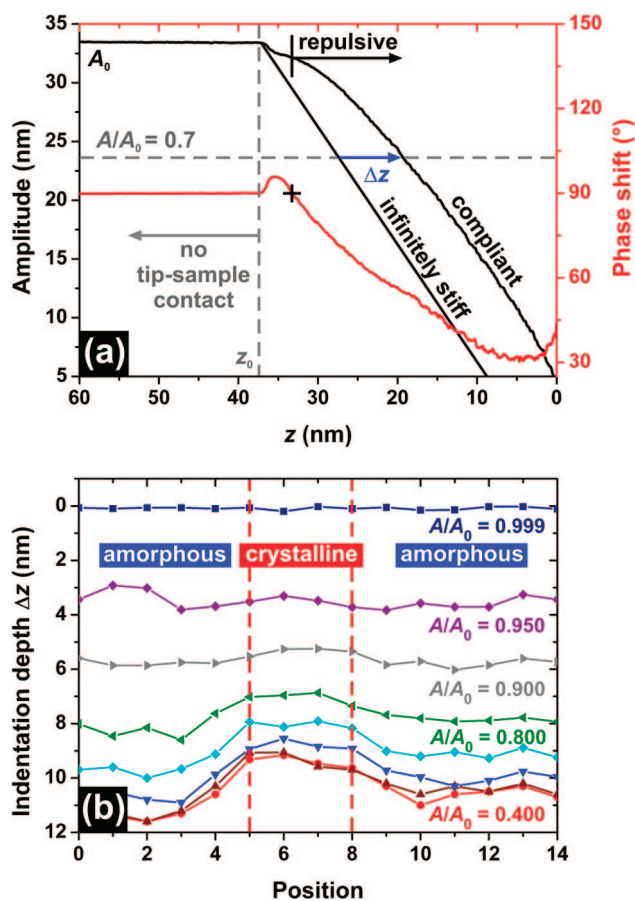 35
30
25
20
15
10
5
Amplitude (nm)
A₀
repulsive
A/A₀ = 0.7
Δz
no
tip-sample
contact
infinitely stiff
compliant
z₀
(a)
150
120
90
60
30
Phase shift (°)
60 50 40 30 20 10 0
z (nm)
0
2
4
6
8
10
12
Indentation depth Δz (nm)
A/A₀ = 0.999
amorphous crystalline amorphous
A/A₀ = 0.950
A/A₀ = 0.900
A/A₀ = 0.800
A/A₀ = 0.400
(b)
0 2 4 6 8 10 12 14
Position